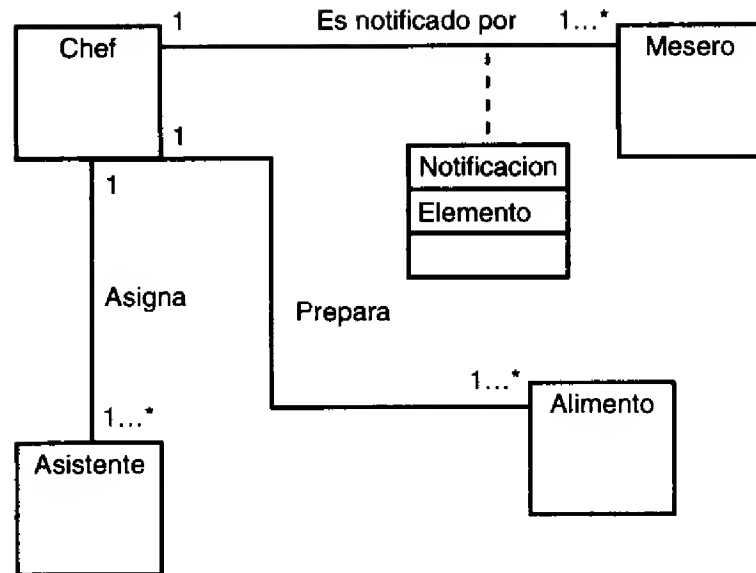 1
Es notificado por
1...*
Chef
Mesero
1
1
Notificacion
Elemento
Asigna
Prepara
1...*
1...*
Alimento
Asistente